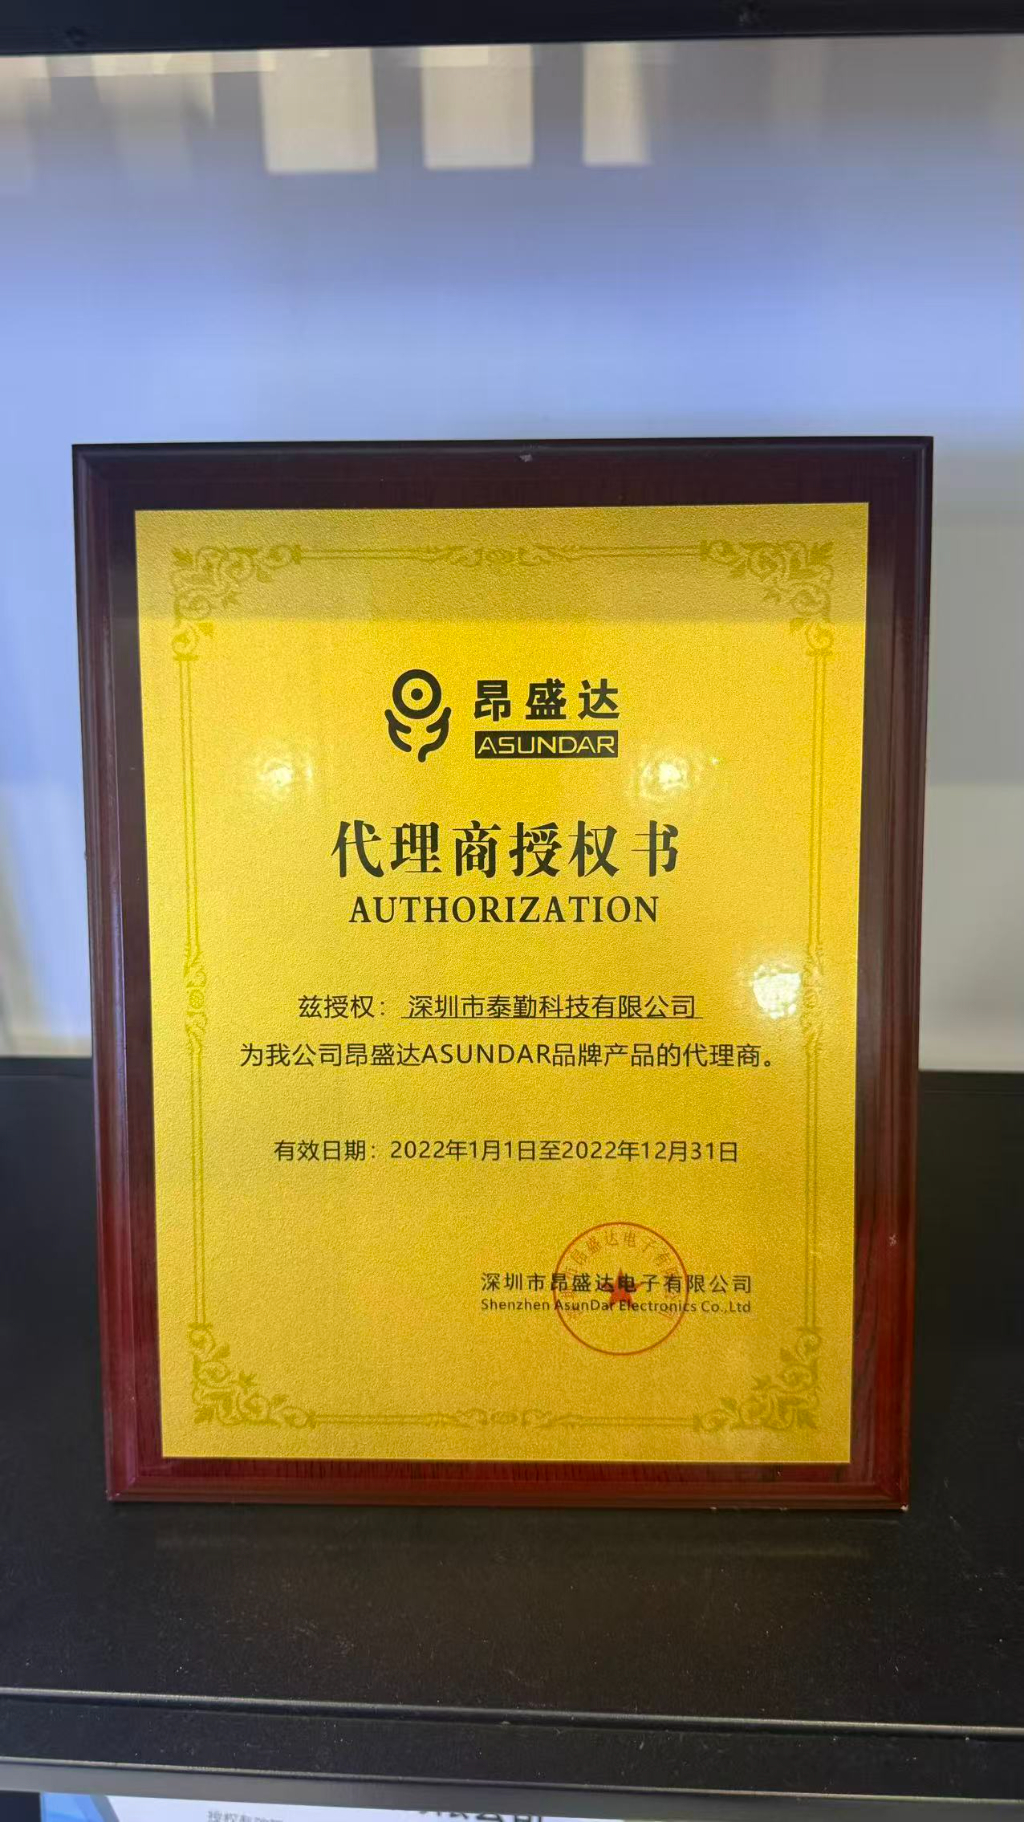 昂盛达
ASUNDAR
代理商授权书
AUTHORIZATION
兹授权： 深圳市泰勤科技有限公司
为我公司昂盛达ASUNDAR品牌产品的代理商。
有效日期：2022年1月1日至2022年12月31日
深圳市昂盛达电子有限公司
Shenzhen AsunDar Electronics Co.,Ltd